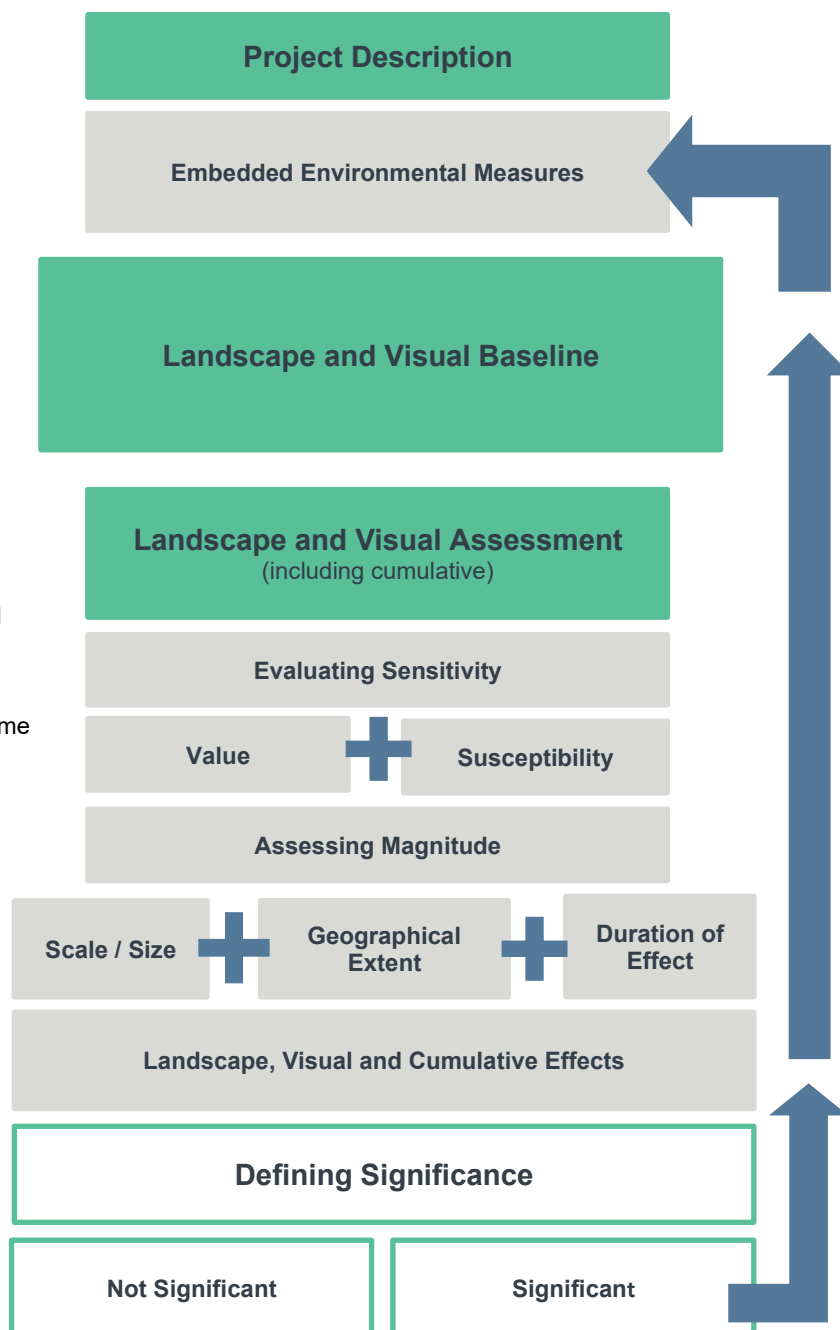 Project Description
Embedded Environmental Measures
Landscape and Visual Baseline
Landscape and Visual Assessment
(including cumulative)
Evaluating Sensitivity
me
Value
Susceptibility
Assessing Magnitude
Scale / Size
Geographical
Extent
Duration of
Effect
Landscape, Visual and Cumulative Effects
Defining Significance
Not Significant
Significant